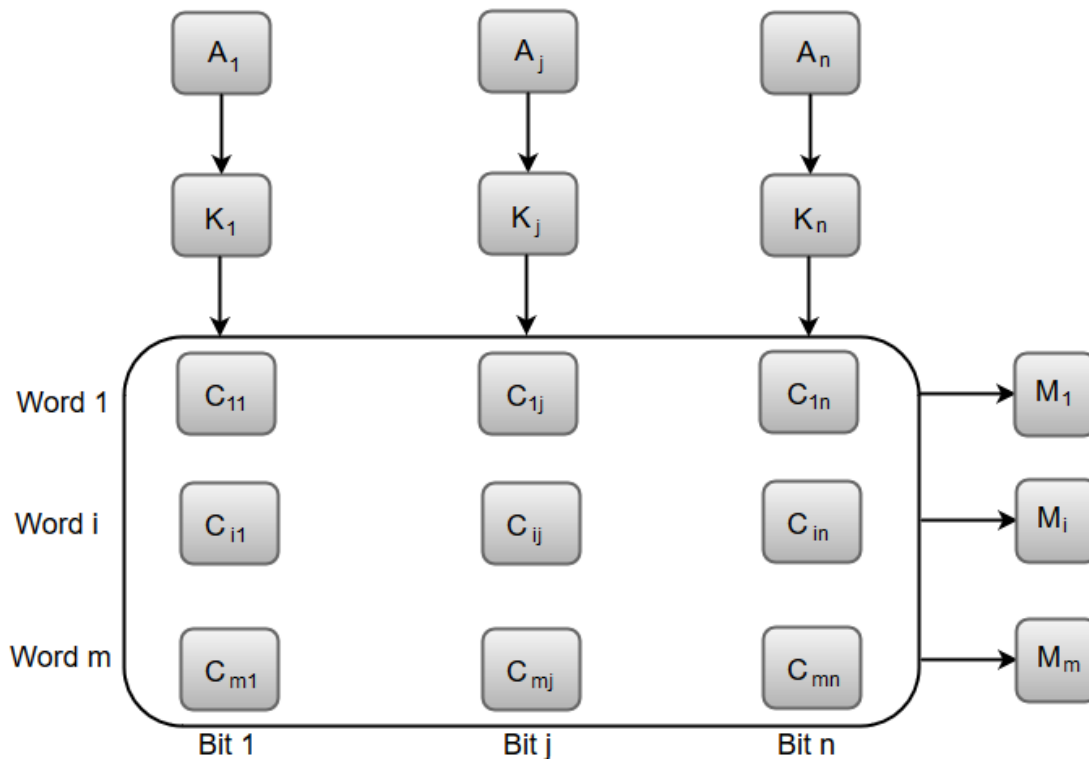 A1 Aj An
K1 Kj Kn
Word 1 C11 C1j C1n M1
Word i Ci1 Cij Cin Mi
Word m Cm1 Cmj Cmn Mm
Bit 1 Bit j Bit n